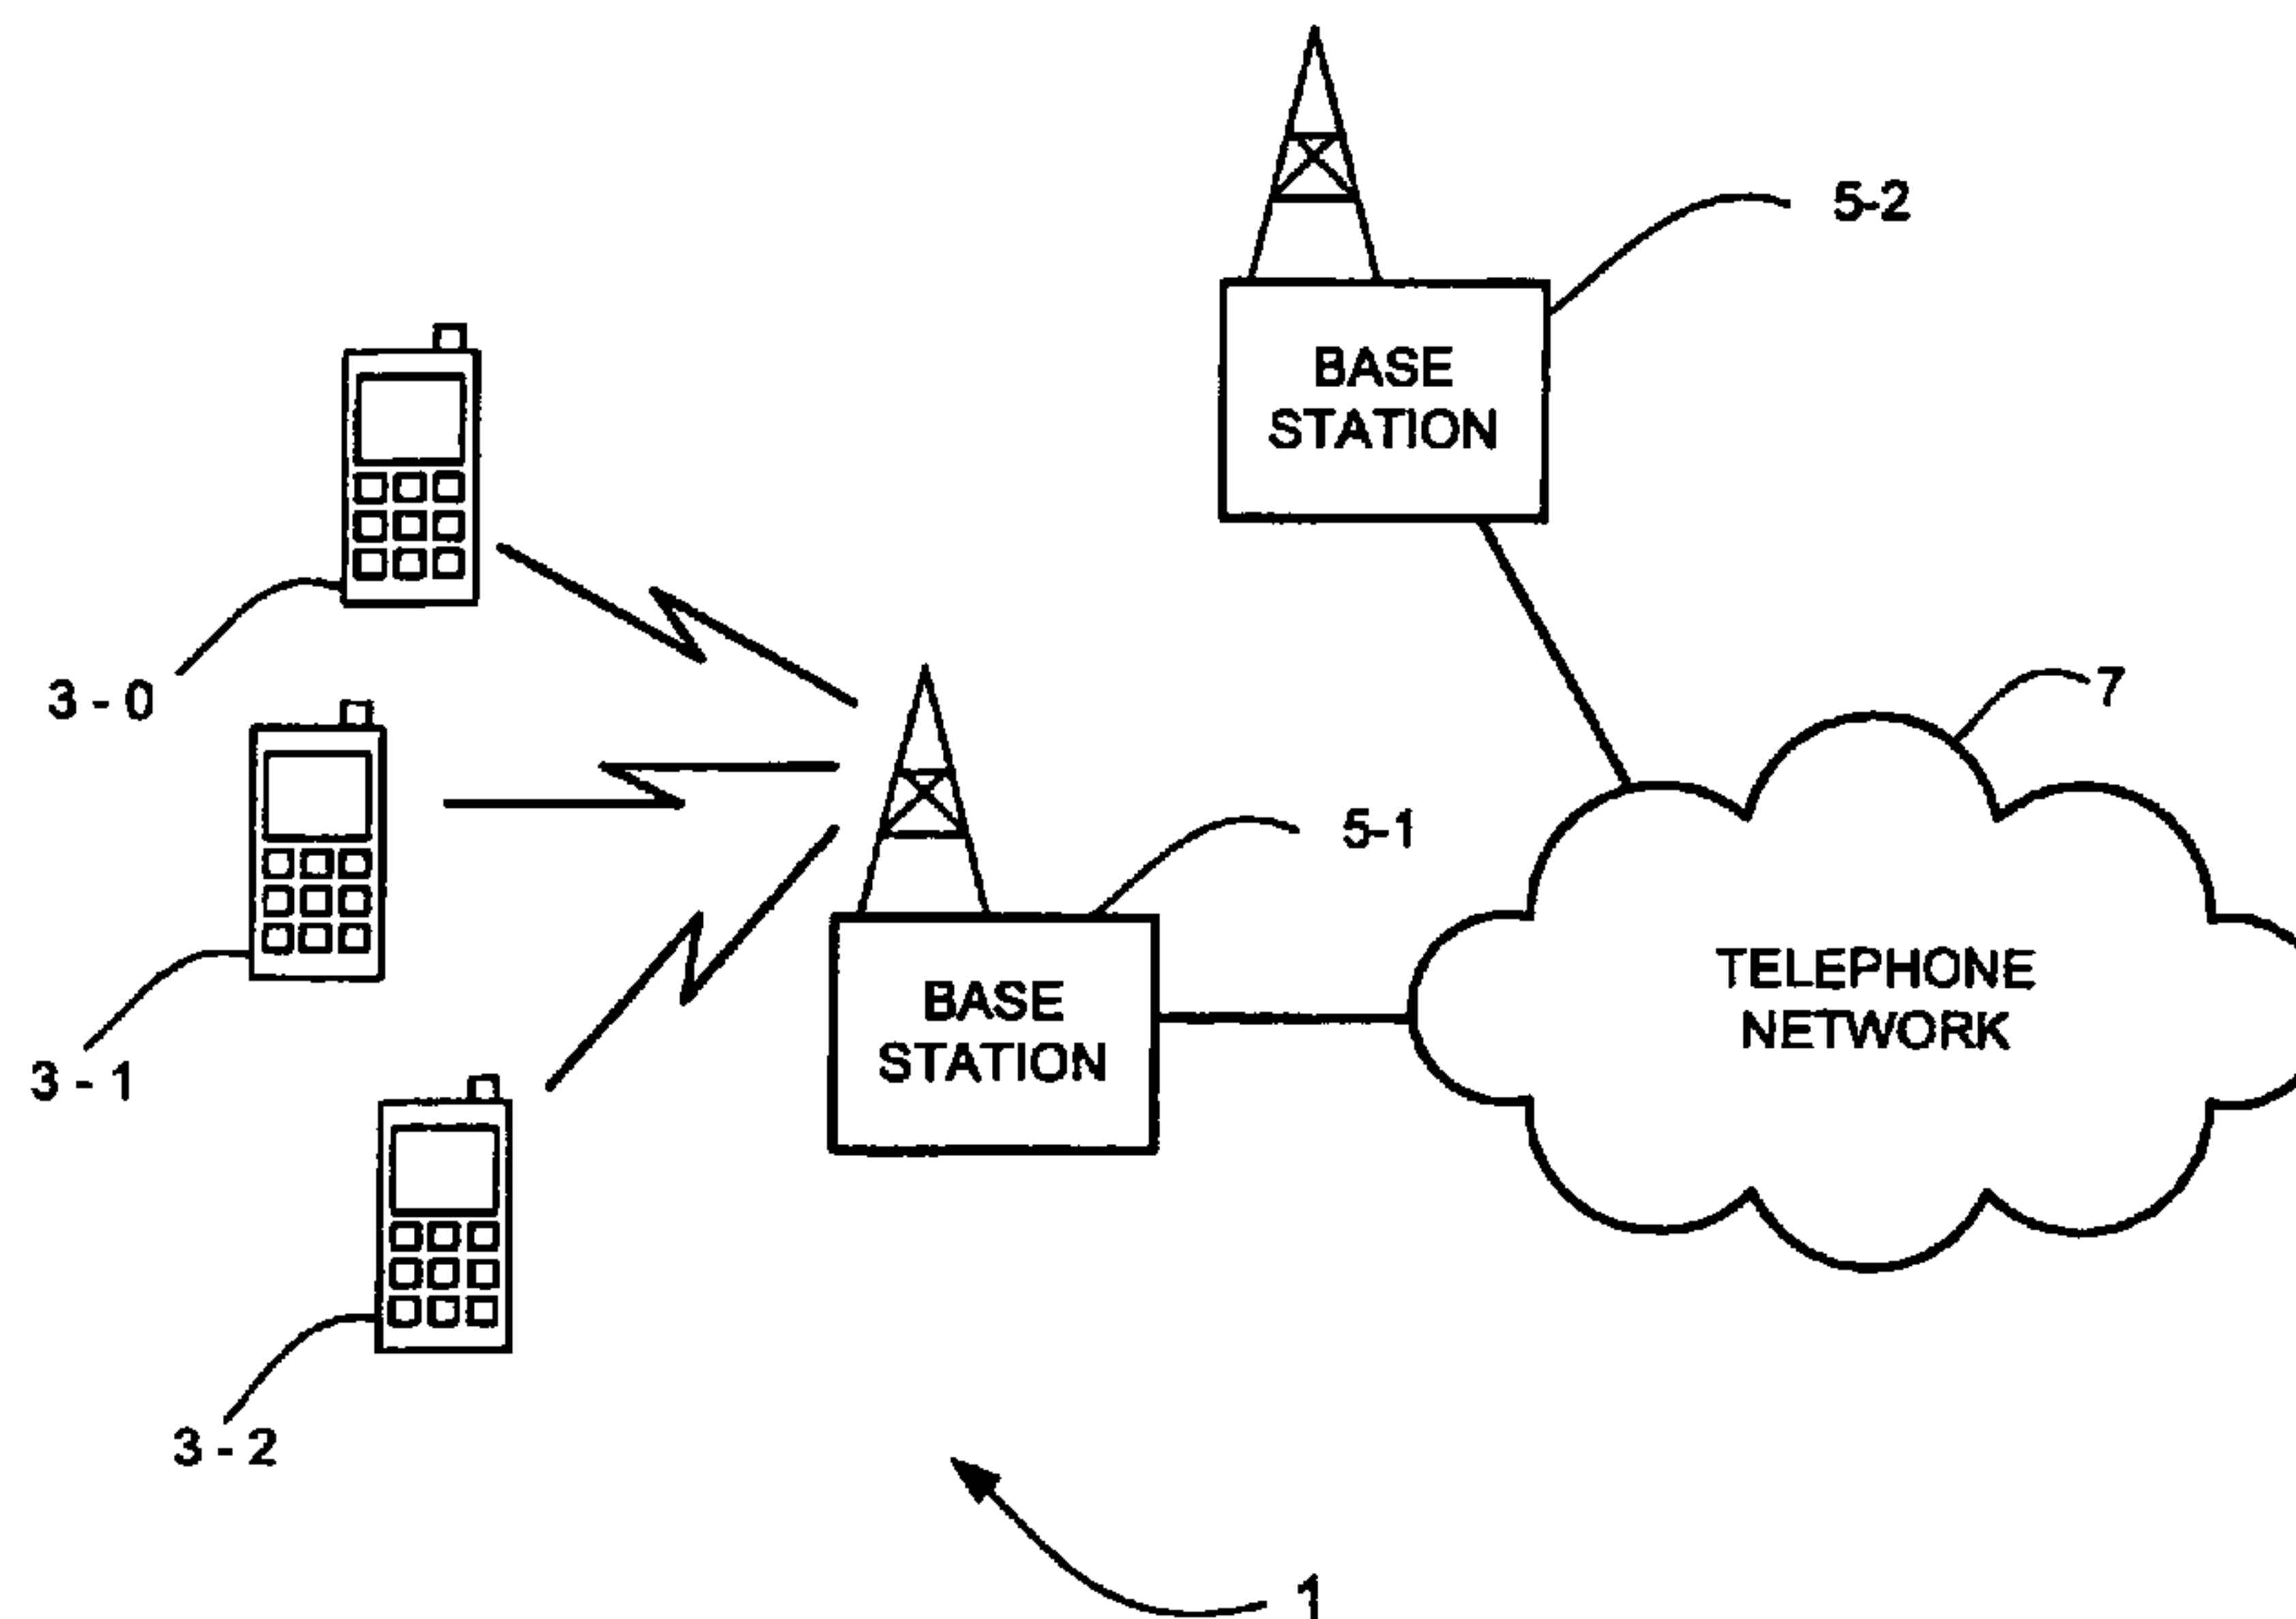 5-2
BASE
STATION
3 - 0
7
5-1
TELEPHONE
NETWORK
BASE
STATION
3 - 1
3 - 2
1